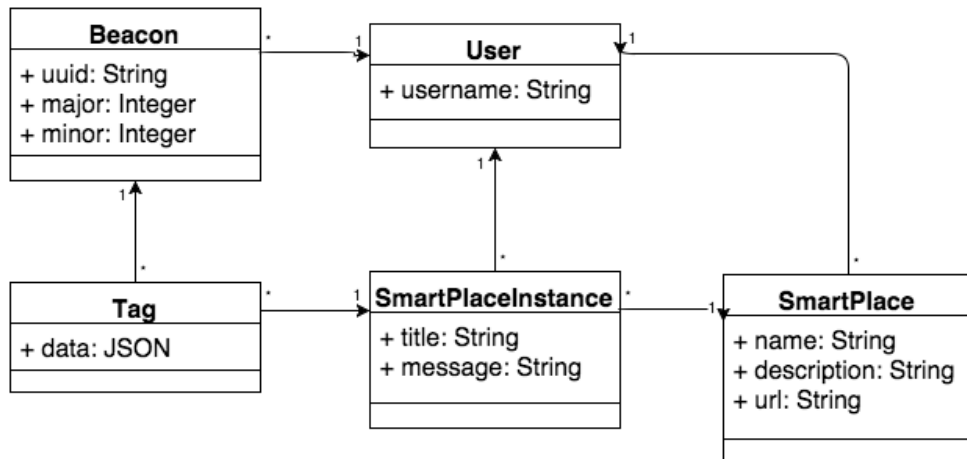 Beacon
+ uuid: String
+ major: Integer
+ minor: Integer
* 1
User
+ username: String
1
1
1
*
*
*
Tag
+ data: JSON
* 1
SmartPlaceInstance
+ title: String
+ message: String
* 1
SmartPlace
+ name: String
+ description: String
+ url: String